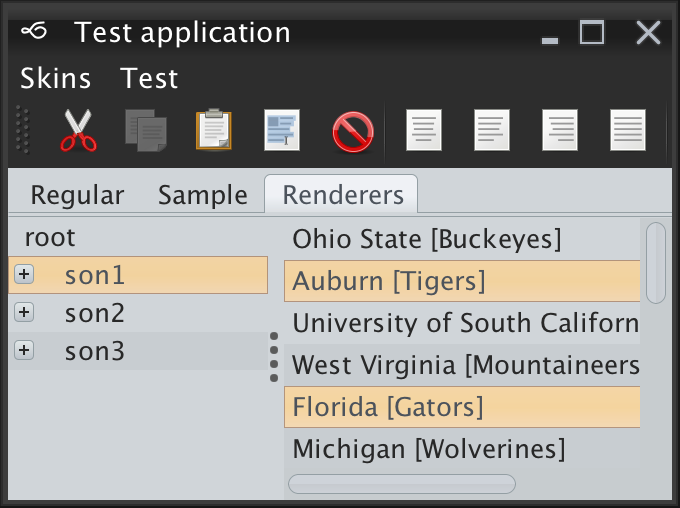 Test application
Skins Test
Regular Sample Renderers
root
son1
son2
son3
Ohio State [Buckeyes]
Auburn [Tigers]
University of South Californ
West Virginia [Mountaineers
Florida [Gators]
Michigan [Wolverines]